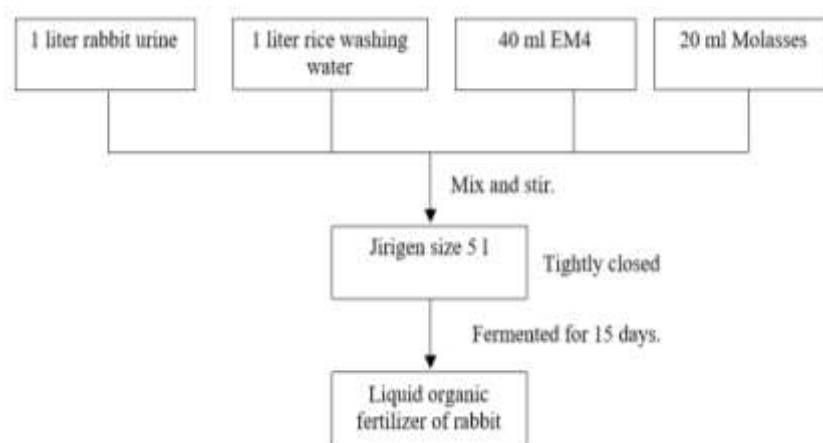 1 liter rabbit urine
1 liter rice washing
water
40 ml EM4
20 ml Molasses
Mix and stir.
Jirigen size 5 l
Tightly closed
Fermented for 15 days.
Liquid organic
fertilizer of rabbit